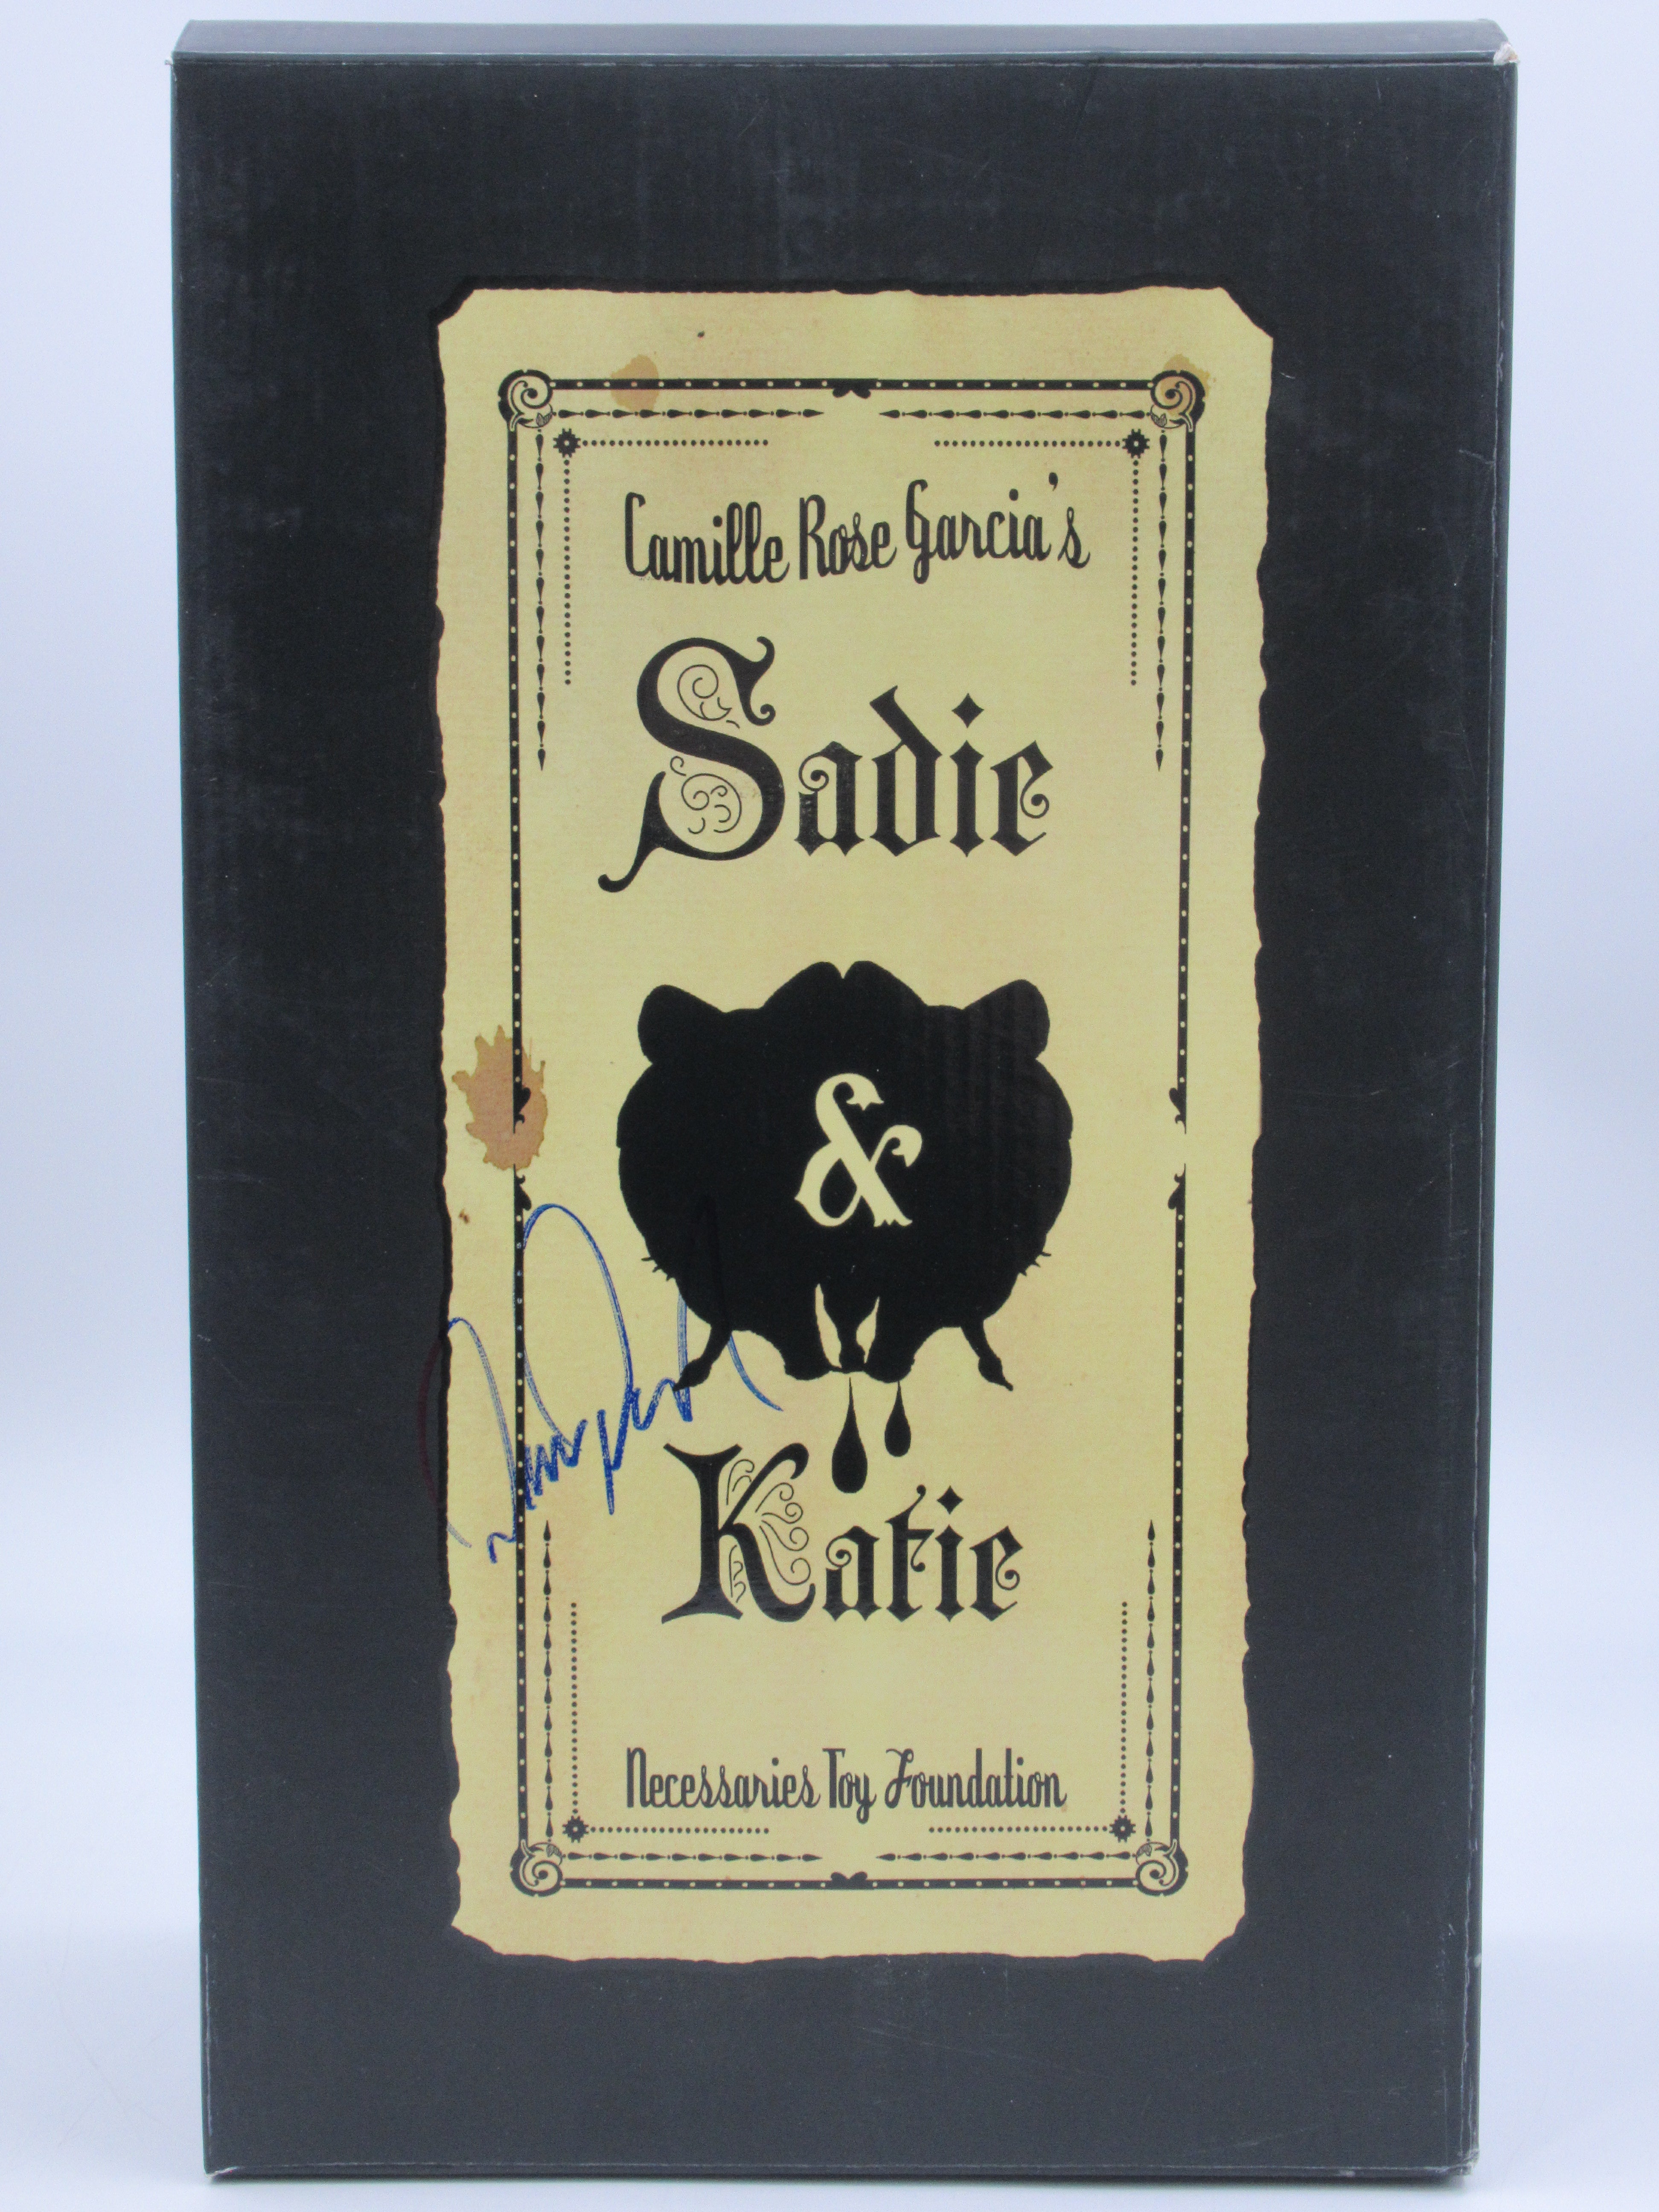 Camille Rose Garcia's
Sadie
&
Katie
Necessaries Toy Foundation